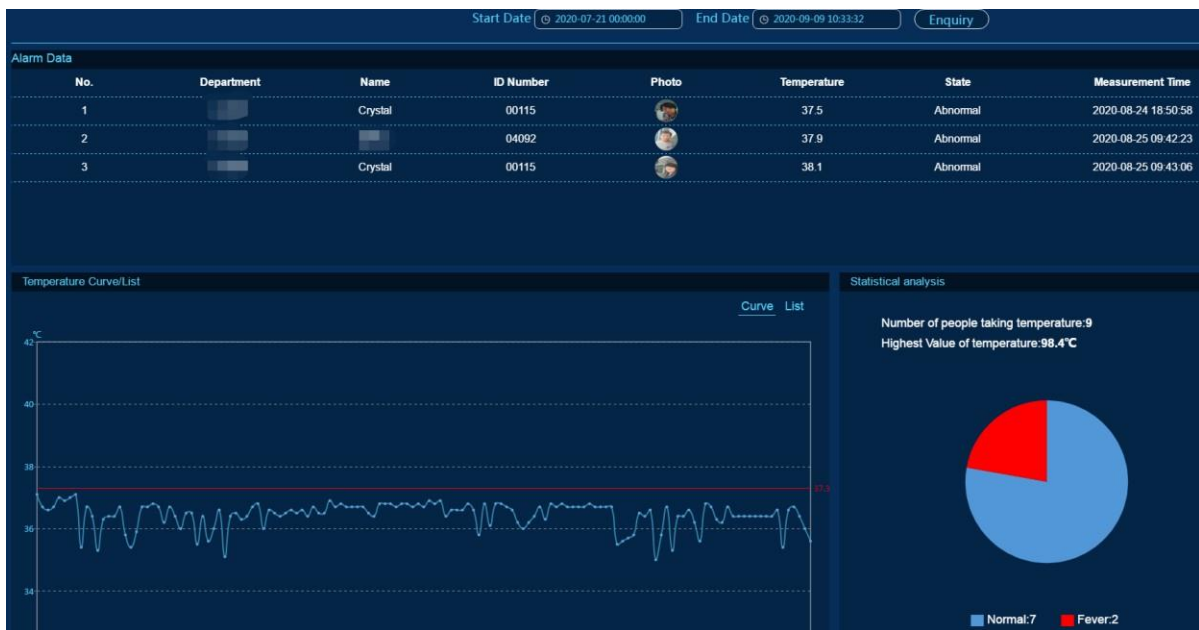 Start Date 2020-07-21 00:00:00 End Date 2020-09-09 10:33:32 Enquiry
Alarm Data
No. Department Name ID Number Photo Temperature State Measurement Time
1 Crystal 00115 37.5 Abnormal 2020-08-24 18:50:58
2 04092 37.9 Abnormal 2020-08-25 09:42:23
3 Crystal 00115 38.1 Abnormal 2020-08-25 09:43:06
Temperature Curve/List
Curve List
℃
42
40
38
37.3
36
34
Statistical analysis
Number of people taking temperature:9
Highest Value of temperature:98.4℃
Normal:7 Fever:2